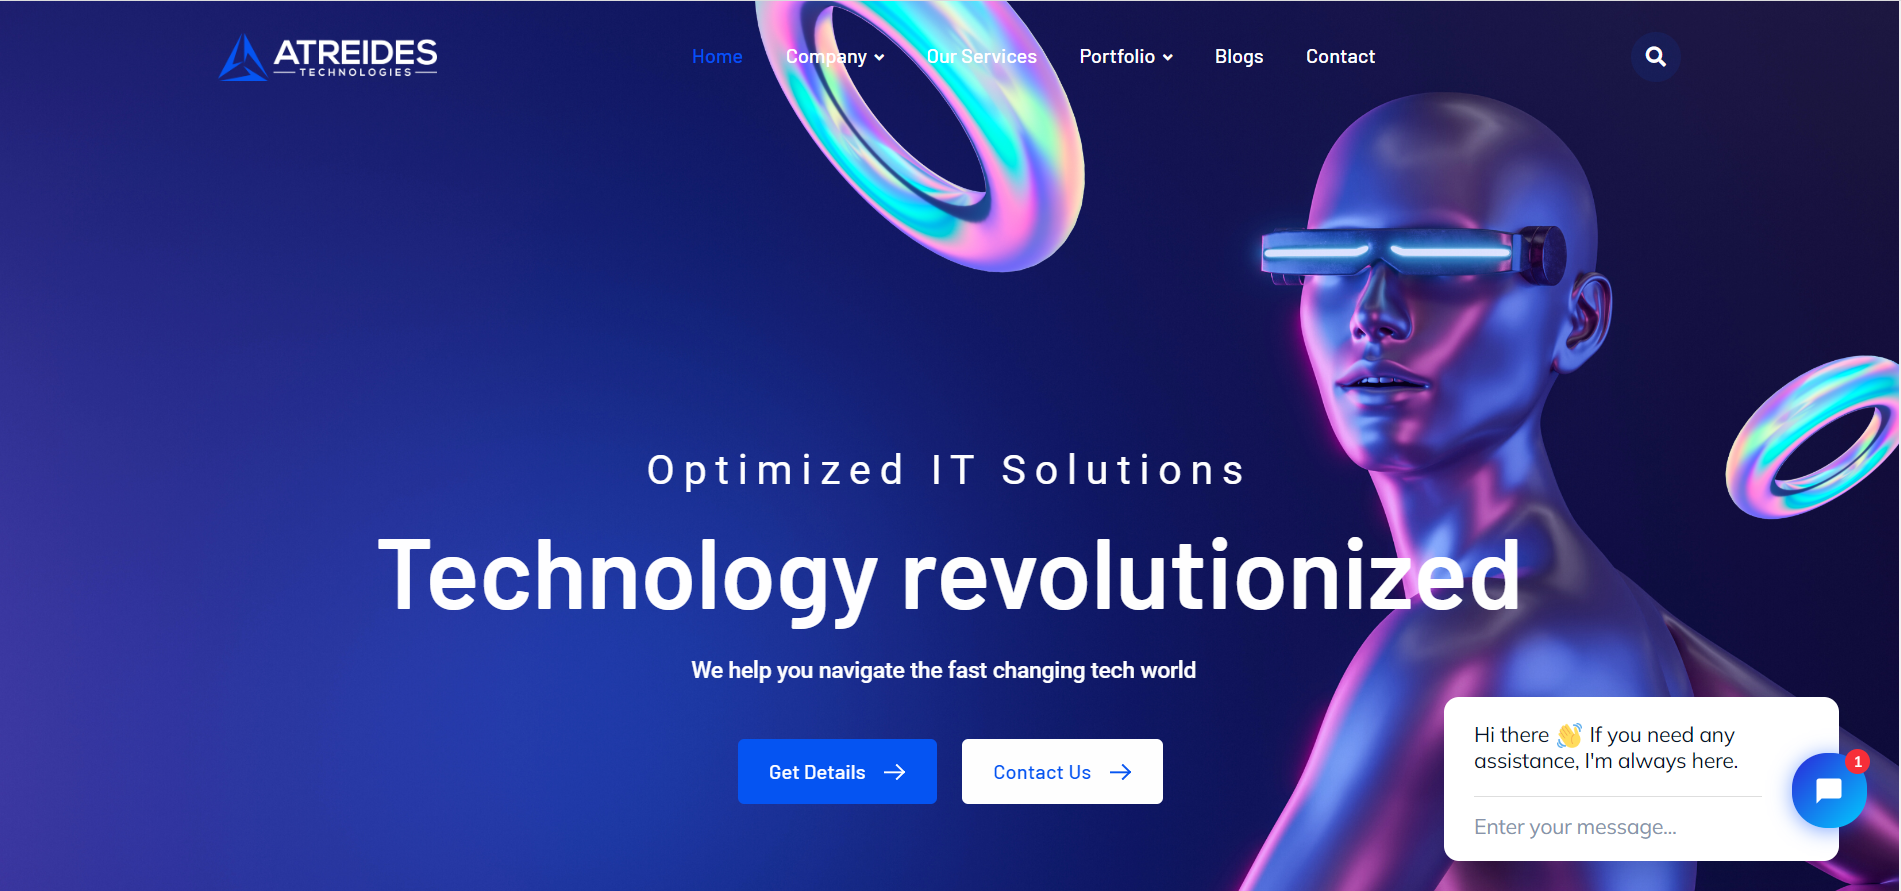 ATREIDES
TECHNOLOGIES
Home Company Our Services Portfolio Blogs Contact
Optimized IT Solutions
Technology revolutionized
We help you navigate the fast changing tech world
Get Details Contact Us
Hi there 👋 If you need any
assistance, I'm always here.
1
Enter your message...